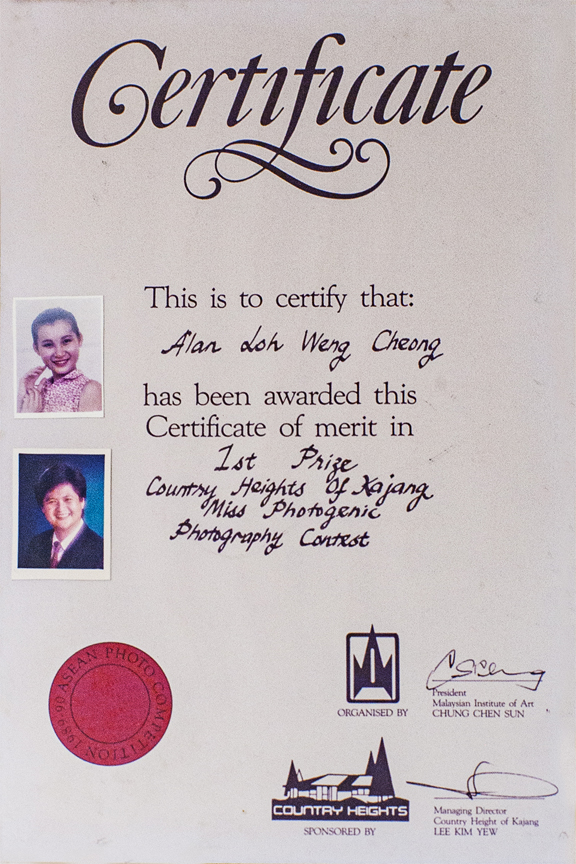 Certificate
This is to certify that:
Alan Loh Weng Cheong
has been awarded this
Certificate of merit in
1st Prize
Country Heights Of Kajang
Miss Photogenic
Photography Contest
1989-90 ASEAN PHOTO COMPETITION
ORGANISED BY
President
Malaysian Institute of Art
CHUNG CHEN SUN
COUNTRY HEIGHTS
SPONSORED BY
Managing Director
Country Height of Kajang
LEE KIM YEW